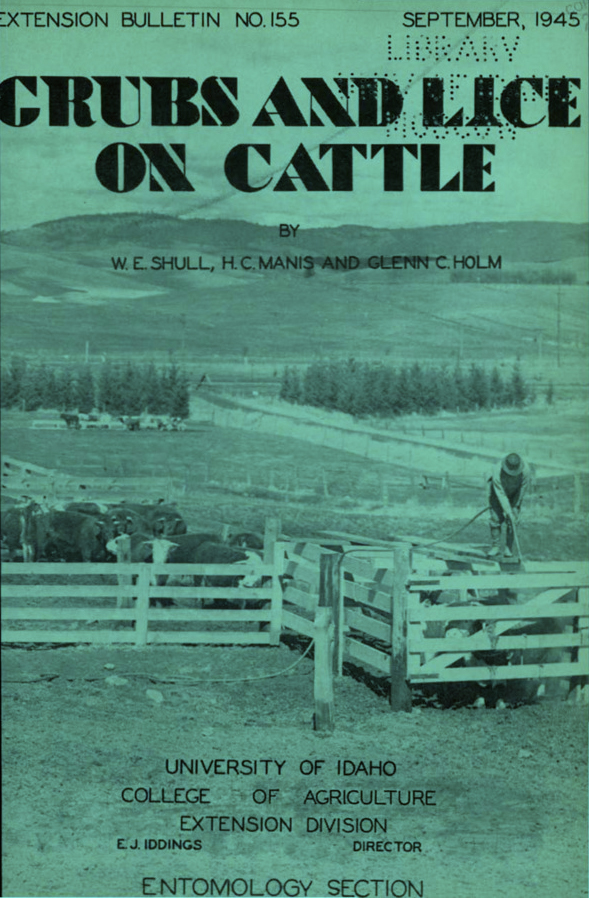 EXTENSION BULLETIN NO. 155 SEPTEMBER, 1945
LIBRARY
GRUBS AND LICE
ON CATTLE
BY
W. E. SHULL, H. C. MANIS AND GLENN C. HOLM
UNIVERSITY OF IDAHO
COLLEGE OF AGRICULTURE
EXTENSION DIVISION
E. J. IDDINGS DIRECTOR
ENTOMOLOGY SECTION